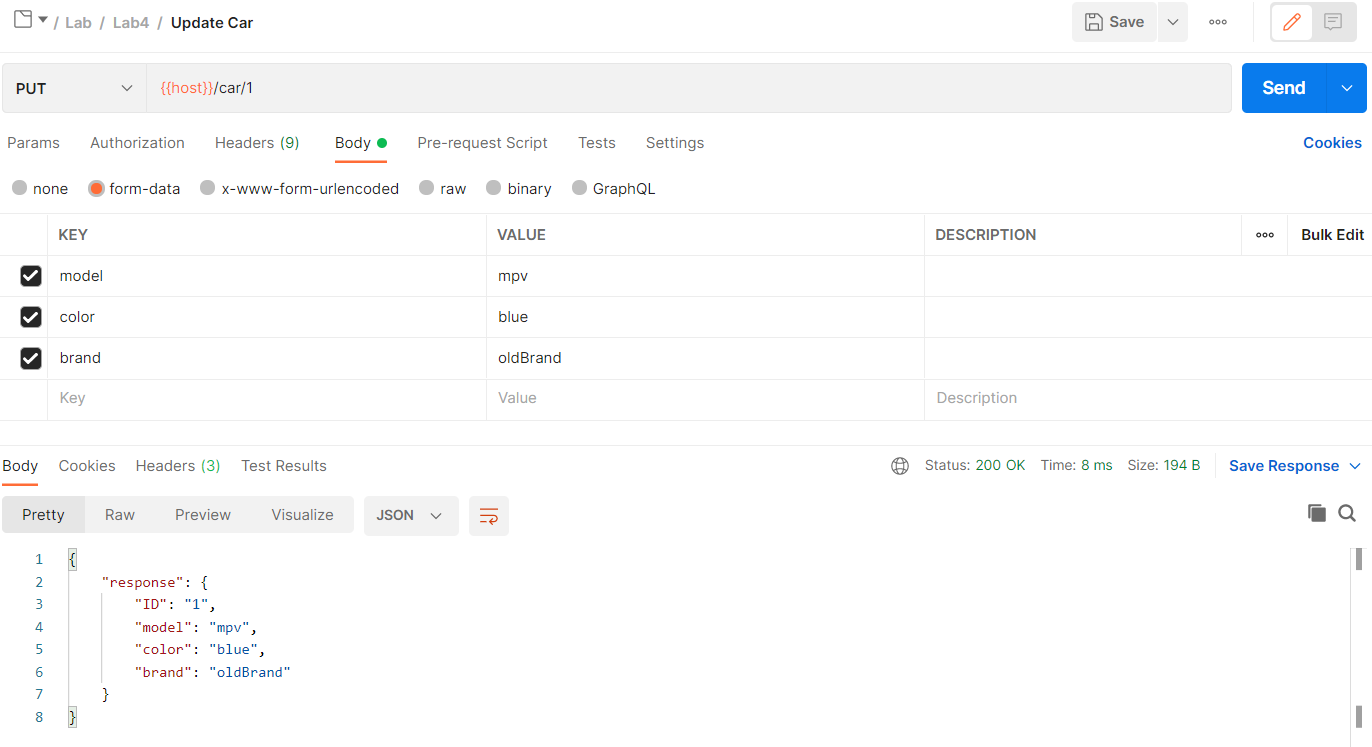 / Lab / Lab4 / Update Car Save
PUT {{host}}/car/1 Send
Params Authorization Headers (9) Body Pre-request Script Tests Settings Cookies
none form-data x-www-form-urlencoded raw binary GraphQL
KEY VALUE DESCRIPTION Bulk Edit
model mpv
color blue
brand oldBrand
Key Value Description
Body Cookies Headers (3) Test Results Status: 200 OK Time: 8 ms Size: 194 B Save Response
Pretty Raw Preview Visualize JSON
1 {
2 "response": {
3 "ID": "1",
4 "model": "mpv",
5 "color": "blue",
6 "brand": "oldBrand"
7 }
8 }